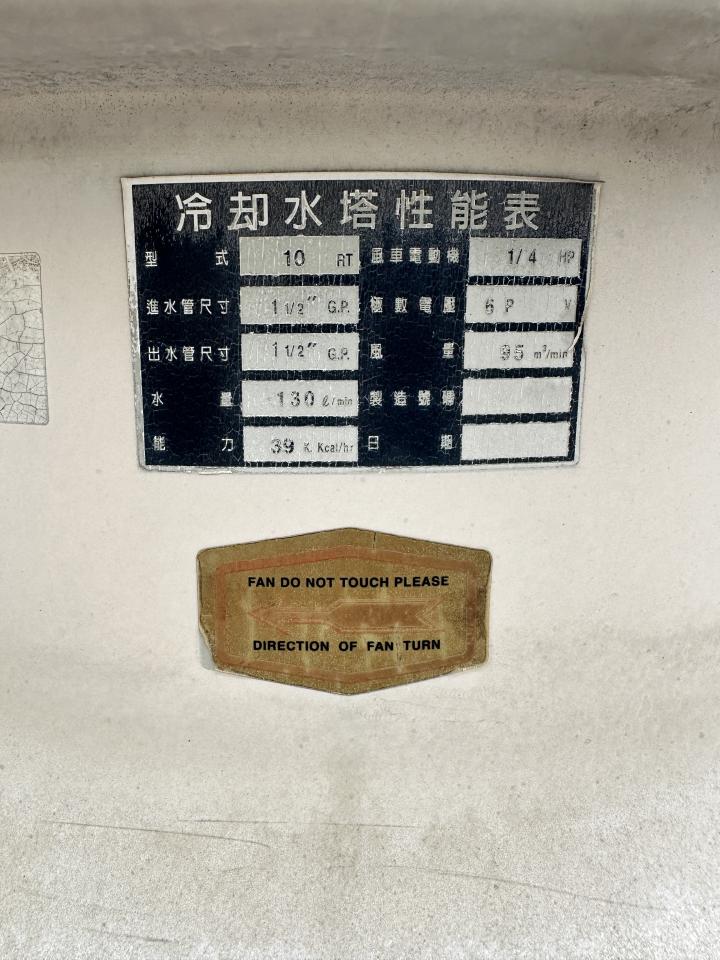 冷却水塔性能表
型 式 10 RT 風車電動機 1/4 HP
進水管尺寸 1 1/2" G.P. 極數電壓 6 P V
出水管尺寸 1 1/2" G.P. 風 量 95 m³/min
水 量 130 ℓ/min 製造號碼
能 力 39 K. Kcal/hr 日 期
FAN DO NOT TOUCH PLEASE
DIRECTION OF FAN TURN